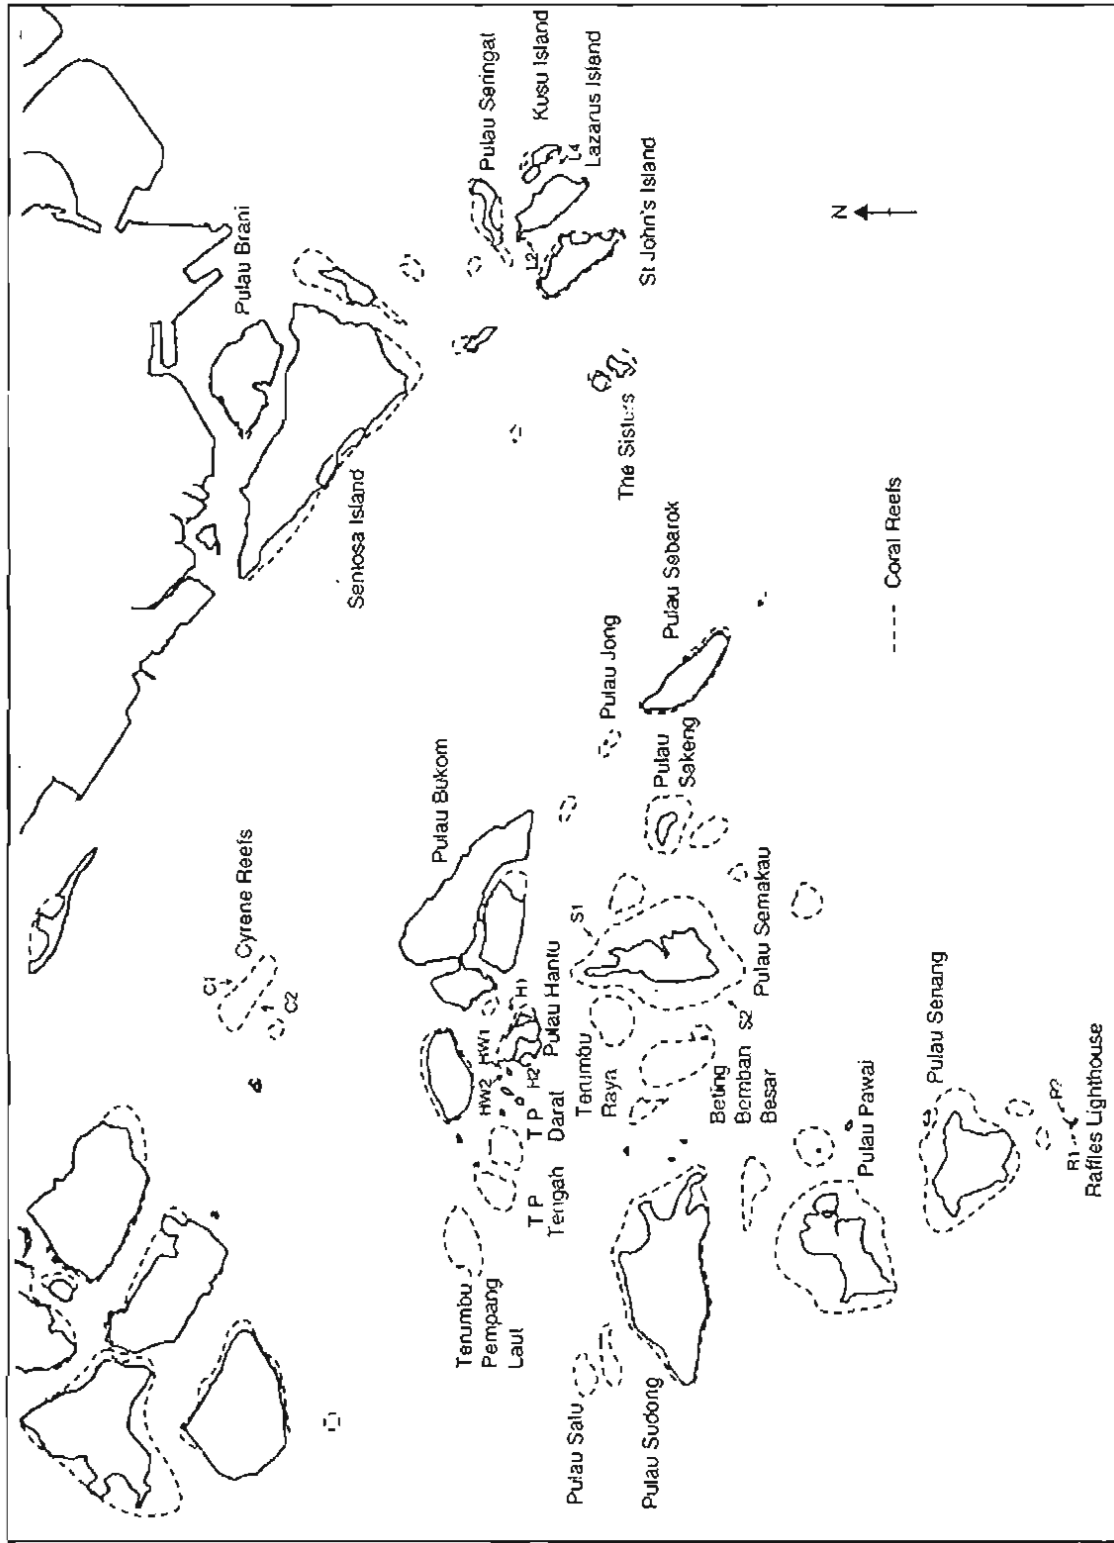 Pulau Brani
Sentosa Island
Pulau Seringat
Kusu Island
Lazarus Island
L4
L2
St John's Island
N
The Sisturs
Pulau Sebarok
Pulau Jong
Pulau
Sakeng
---- Coral Reefs
Pulau Bukom
Cyrene Reefs
C1
C2
S1
Pulau Semakau
S2
Pulau Hantu
H1
HW1
HW2
H2
T P
Darat
T P
Tengah
Terumbu
Raya
Beting
Bemban
Besar
Terumbu
Pempang
Laut
Pulau Salu
Pulau Sudong
Pulau Pawai
Pulau Senang
R1
Raffles Lighthouse